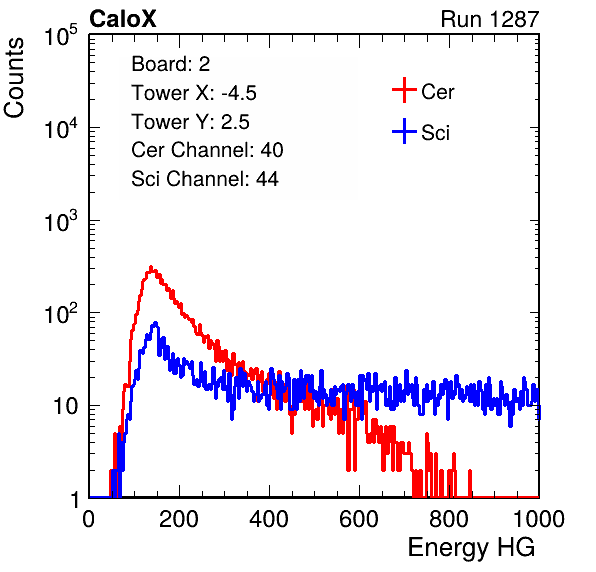 CaloX Run 1287
Counts
Board: 2
Tower X: -4.5
Tower Y: 2.5
Cer Channel: 40
Sci Channel: 44
Cer
Sci
10^5
10^4
10^3
10^2
10
1
0 200 400 600 800 1000
Energy HG